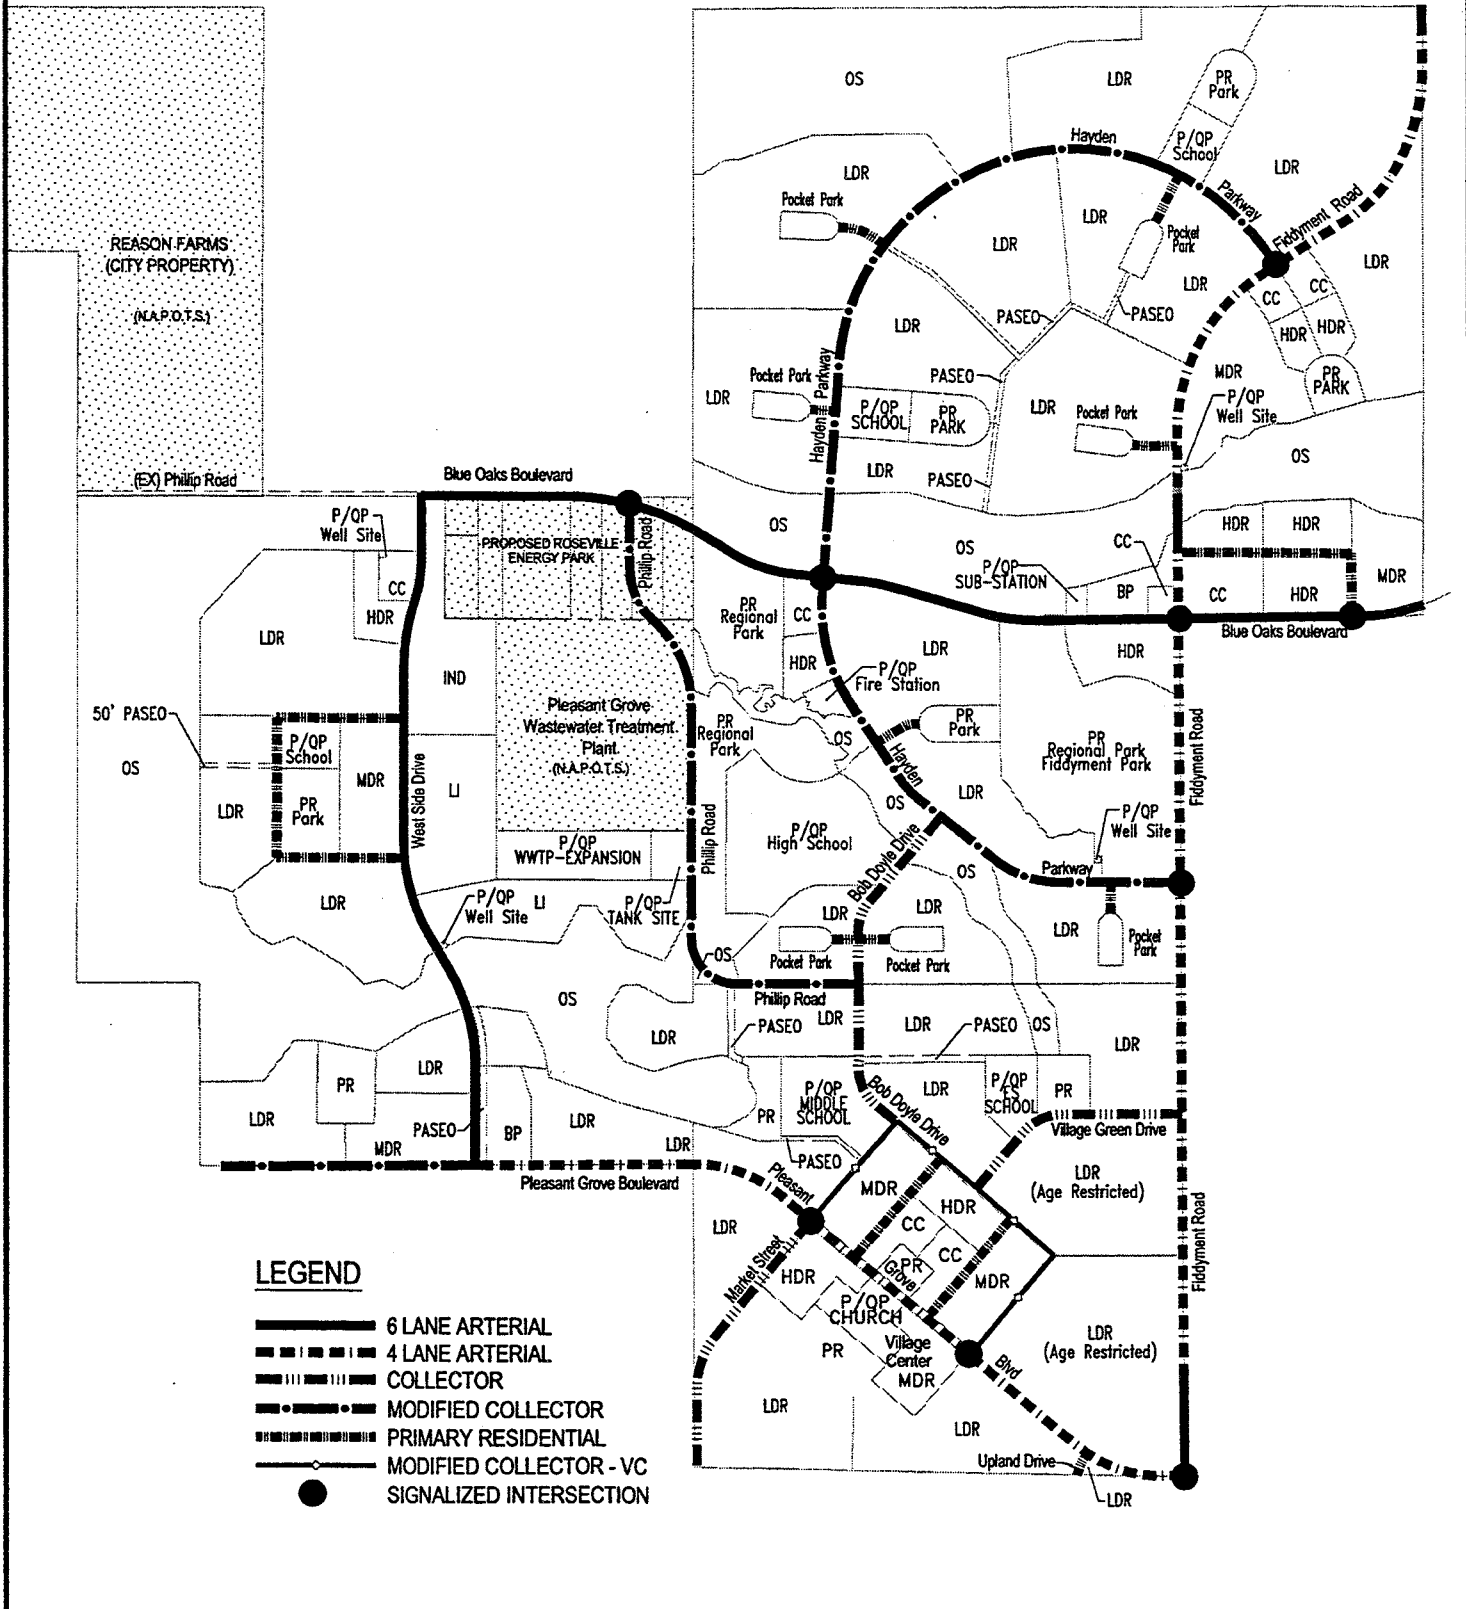 OS
LDR
PR
Park
Hayden
P/QP
School
LDR
LDR
Parkway
Fiddyment Road
Pocket Park
LDR
Pocket
Park
LDR
LDR
LDR
REASON FARMS
(CITY PROPERTY)
(N.A.P.O.T.S.)
CC
CC
PASEO
PASEO
LDR
HDR
HDR
Hayden Parkway
Pocket Park
PASEO
MDR
PR
PARK
LDR
P/QP
SCHOOL
PR
PARK
LDR
Pocket Park
P/QP
Well Site
LDR
PASEO
OS
(EX) Phillip Road
Blue Oaks Boulevard
P/QP
Well Site
OS
HDR
HDR
PROPOSED ROSEVILLE
ENERGY PARK
Phillip Road
OS
CC
P/QP
SUB-STATION
MDR
CC
BP
CC
HDR
HDR
PR
Regional
Park
CC
Blue Oaks Boulevard
LDR
LDR
HDR
HDR
P/QP
Fire Station
IND
50' PASEO
Pleasant Grove
Wastewater Treatment
Plant
(N.A.P.O.T.S.)
PR
Regional
Park
PR
Park
P/QP
School
OS
Hayden
PR
Regional Park
Fiddyment Park
Fiddyment Road
OS
MDR
West Side Drive
LI
LDR
PR
Park
OS
LDR
Phillip Road
P/QP
High School
Bob Doyle Drive
P/QP
Well Site
P/QP
WWTP-EXPANSION
Parkway
OS
LDR
P/QP
Well Site
LI
P/QP
TANK SITE
LDR
LDR
LDR
Pocket
Park
Pocket Park
Pocket Park
OS
OS
Phillip Road
LDR
PASEO
LDR
LDR
PASEO
OS
LDR
LDR
PR
P/QP
MIDDLE
SCHOOL
Bob Doyle Drive
LDR
P/QP
ES
SCHOOL
PR
LDR
PASEO
BP
LDR
PR
Village Green Drive
MDR
LDR
PASEO
Pleasant Grove Boulevard
Pleasant
MDR
LDR
(Age Restricted)
HDR
LDR
CC
Fiddyment Road
Market Street
CC
HDR
PR
Grove
MDR
LEGEND
P/QP
CHURCH
6 LANE ARTERIAL
4 LANE ARTERIAL
COLLECTOR
MODIFIED COLLECTOR
PRIMARY RESIDENTIAL
MODIFIED COLLECTOR - VC
SIGNALIZED INTERSECTION
PR
Village
Center
MDR
LDR
(Age Restricted)
Blvd
LDR
LDR
Upland Drive
LDR